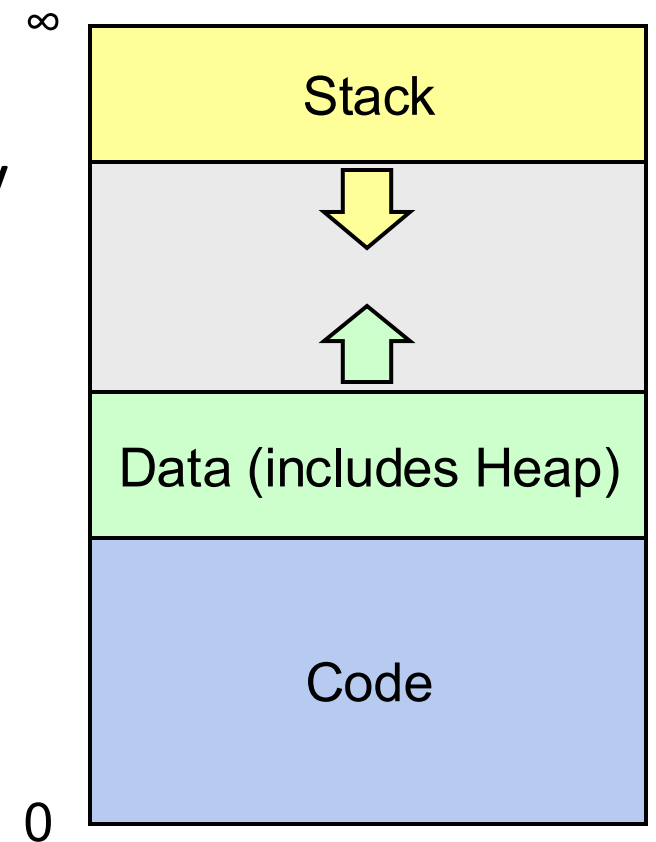 ∞
Stack
y
Data (includes Heap)
Code
0